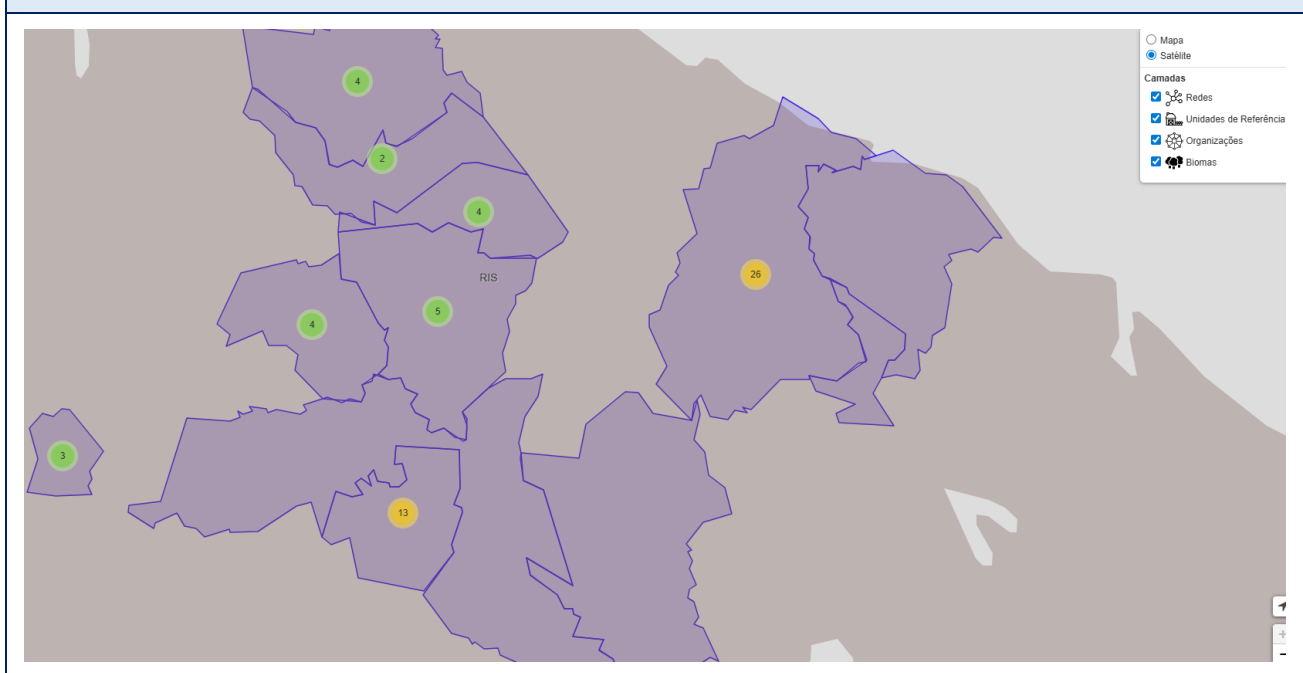 Mapa
Satélite
Camadas
Redes
Unidades de Referência
Organizações
Biomas
4
2
4
26
RIS
5
4
3
13